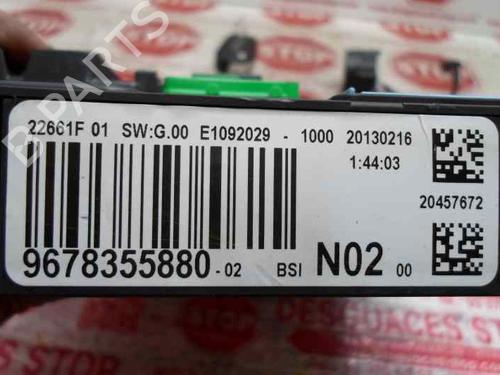 22661F 01 SW:G.00 E1092029 - 1000 20130216
1:44:03
20457672
9678355880 -02 BSI N02 00
B-PARTS
STOP
DESGUACES STOP